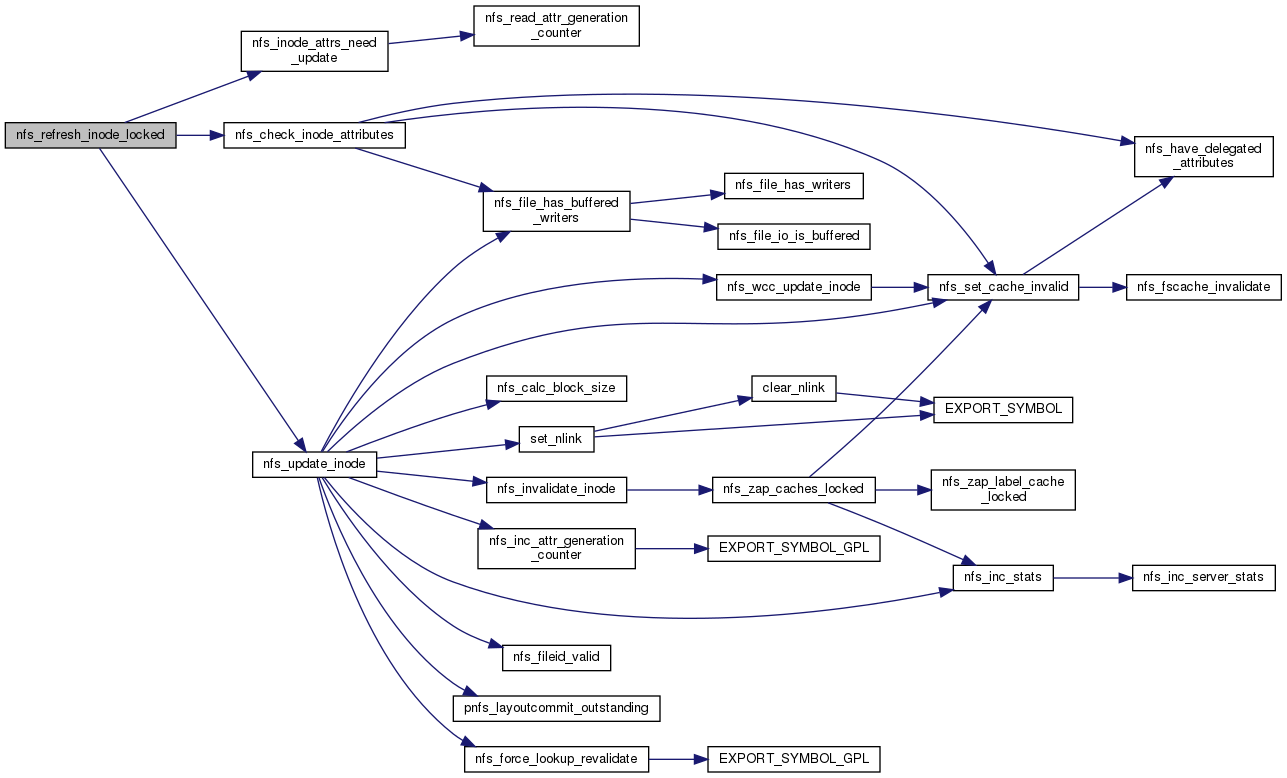 nfs_read_attr_generation
_counter
nfs_inode_attrs_need
_update
nfs_refresh_inode_locked
nfs_check_inode_attributes
nfs_have_delegated
_attributes
nfs_file_has_writers
nfs_file_has_buffered
_writers
nfs_file_io_is_buffered
nfs_wcc_update_inode
nfs_set_cache_invalid
nfs_fscache_invalidate
nfs_calc_block_size
clear_nlink
EXPORT_SYMBOL
set_nlink
nfs_update_inode
nfs_invalidate_inode
nfs_zap_caches_locked
nfs_zap_label_cache
_locked
nfs_inc_attr_generation
_counter
EXPORT_SYMBOL_GPL
nfs_inc_stats
nfs_inc_server_stats
nfs_fileid_valid
pnfs_layoutcommit_outstanding
nfs_force_lookup_revalidate
EXPORT_SYMBOL_GPL